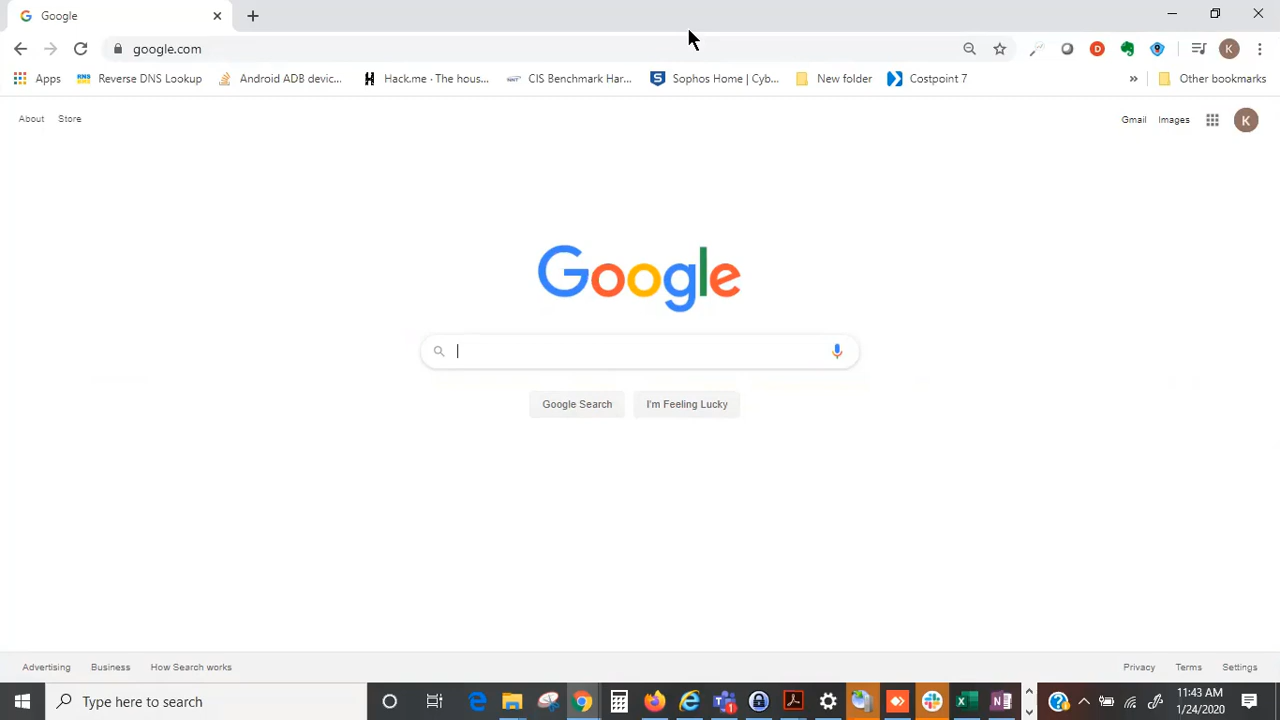 Google
google.com
Apps Reverse DNS Lookup Android ADB devic... Hack.me · The hous... CIS Benchmark Har... Sophos Home | Cyb... New folder Costpoint 7 » Other bookmarks
About Store Gmail Images K
Google
Google Search I'm Feeling Lucky
Advertising Business How Search works Privacy Terms Settings
Type here to search
11:43 AM
1/24/2020